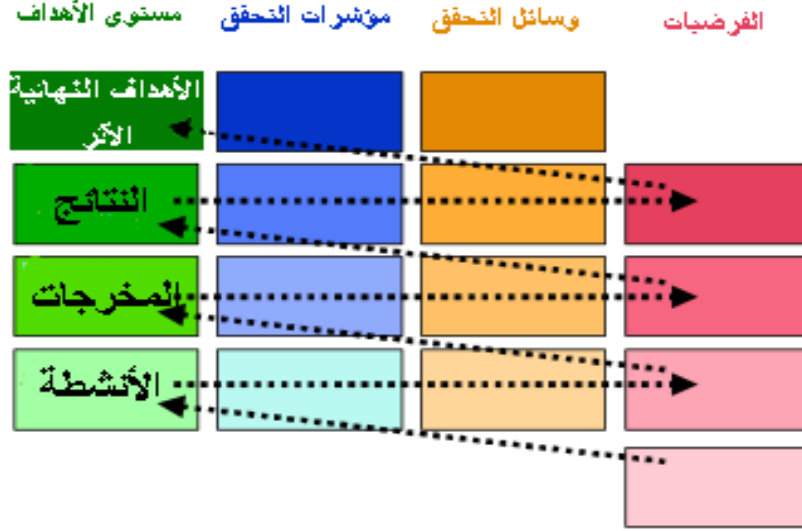 مستوى الأهداف
مؤشرات التحقق
وسائل التحقق
الفرضيات
الأهداف النهائية
الأثر
النتائج
المخرجات
الأنشطة